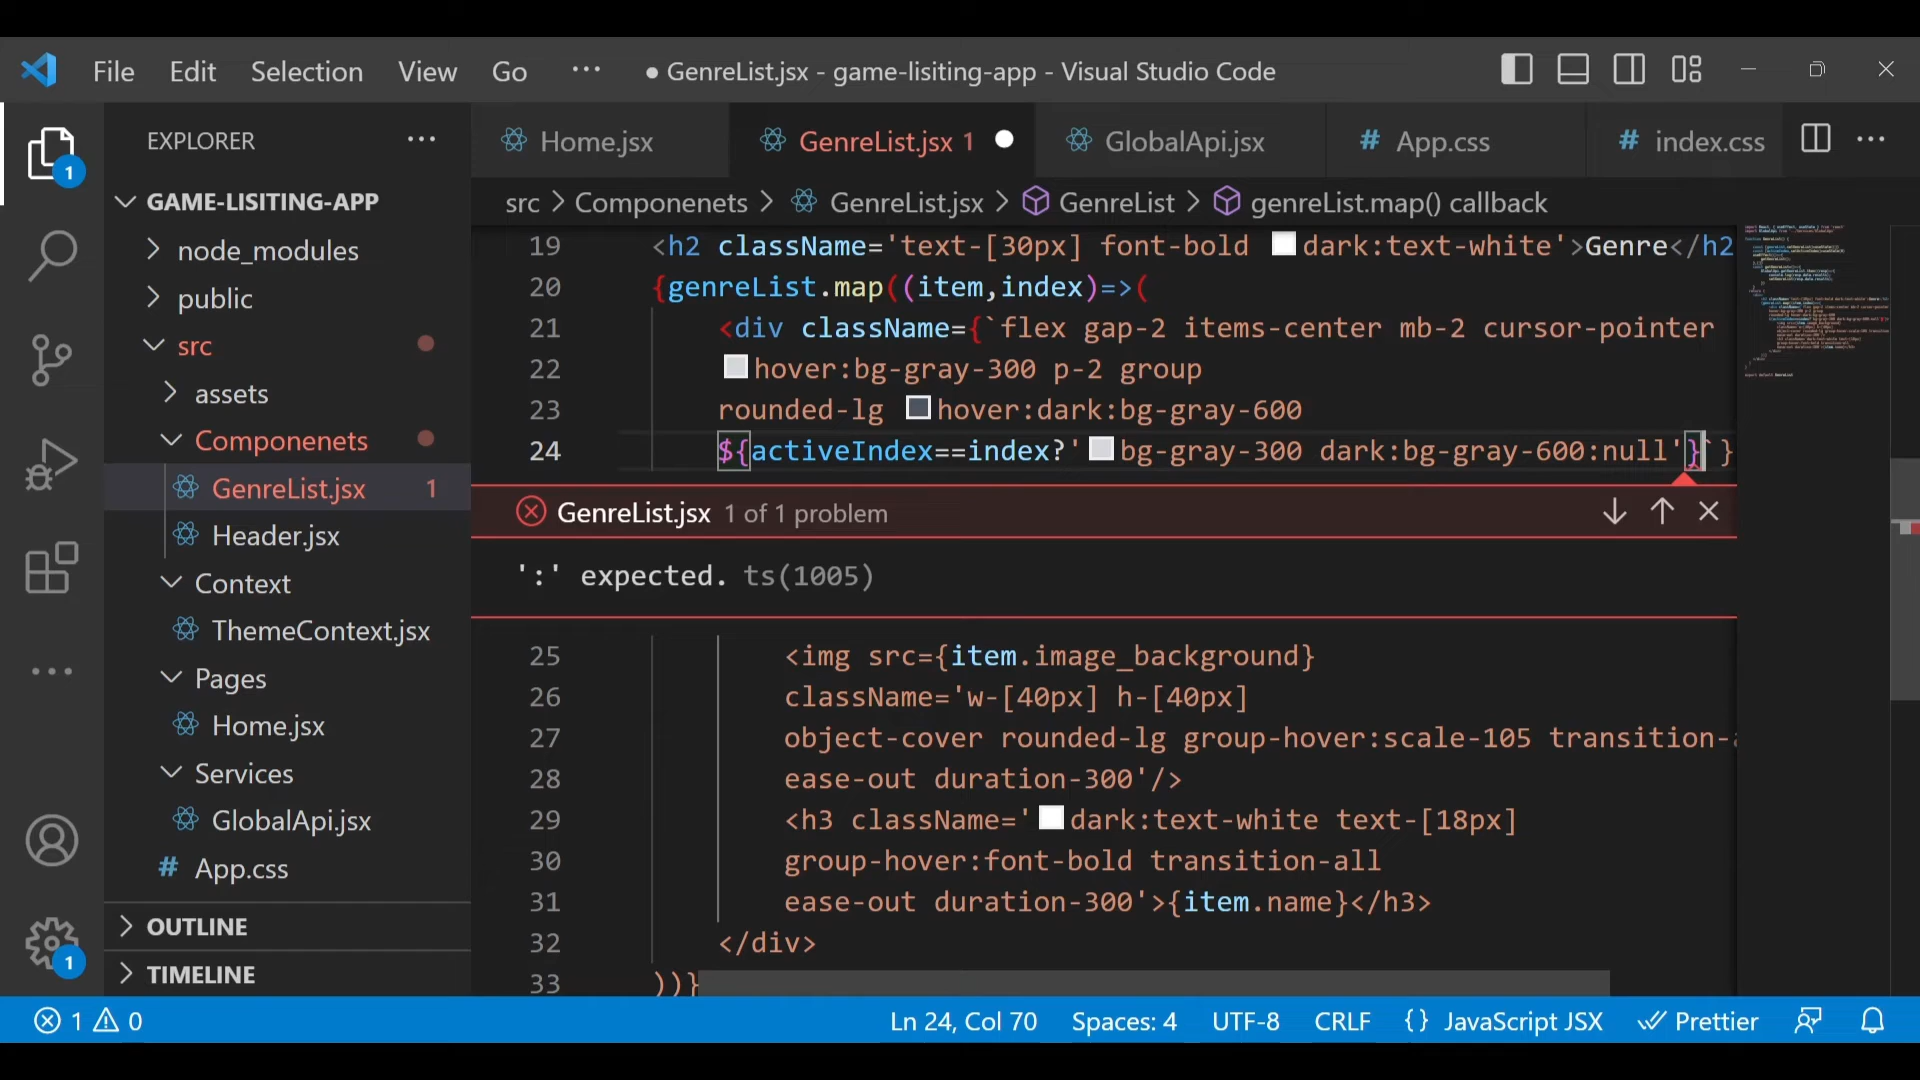 File Edit Selection View Go ··· ● GenreList.jsx - game-lisiting-app - Visual Studio Code
EXPLORER ···
Home.jsx GenreList.jsx 1 GlobalApi.jsx # App.css # index.css ···
1
GAME-LISITING-APP
src > Componenets > GenreList.jsx > GenreList > genreList.map() callback
node_modules
public
src
assets
Componenets
GenreList.jsx 1
Header.jsx
Context
ThemeContext.jsx
Pages
Home.jsx
Services
GlobalApi.jsx
# App.css
OUTLINE
TIMELINE
1
19 <h2 className='text-[30px] font-bold dark:text-white'>Genre</h2
20 {genreList.map((item,index)=>(
21 <div className={`flex gap-2 items-center mb-2 cursor-pointer
22 hover:bg-gray-300 p-2 group
23 rounded-lg hover:dark:bg-gray-600
24 ${activeIndex==index?'bg-gray-300 dark:bg-gray-600:null'}`}
GenreList.jsx 1 of 1 problem
':' expected. ts(1005)
25 <img src={item.image_background}
26 className='w-[40px] h-[40px]
27 object-cover rounded-lg group-hover:scale-105 transition-
28 ease-out duration-300'/>
29 <h3 className='dark:text-white text-[18px]
30 group-hover:font-bold transition-all
31 ease-out duration-300'>{item.name}</h3>
32 </div>
33 ))}
1 0 Ln 24, Col 70 Spaces: 4 UTF-8 CRLF {} JavaScript JSX Prettier